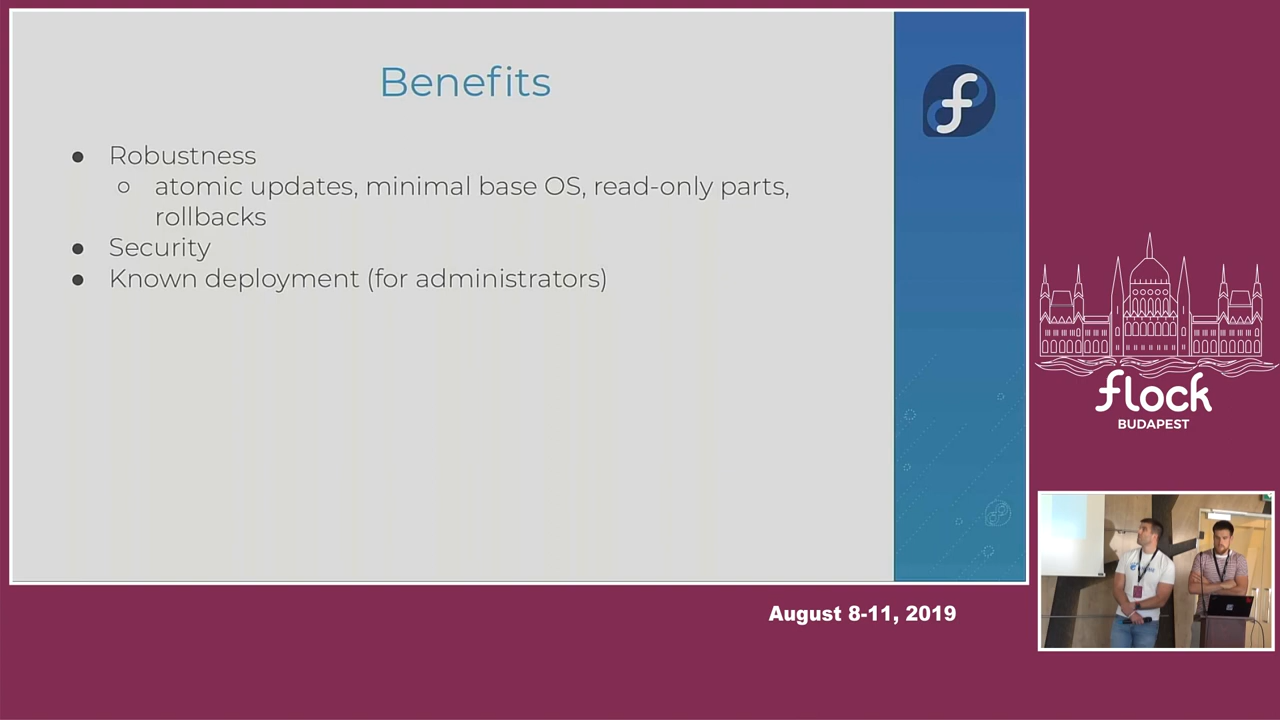 Benefits
● Robustness
○ atomic updates, minimal base OS, read-only parts,
rollbacks
● Security
● Known deployment (for administrators)
flock
BUDAPEST
August 8-11, 2019